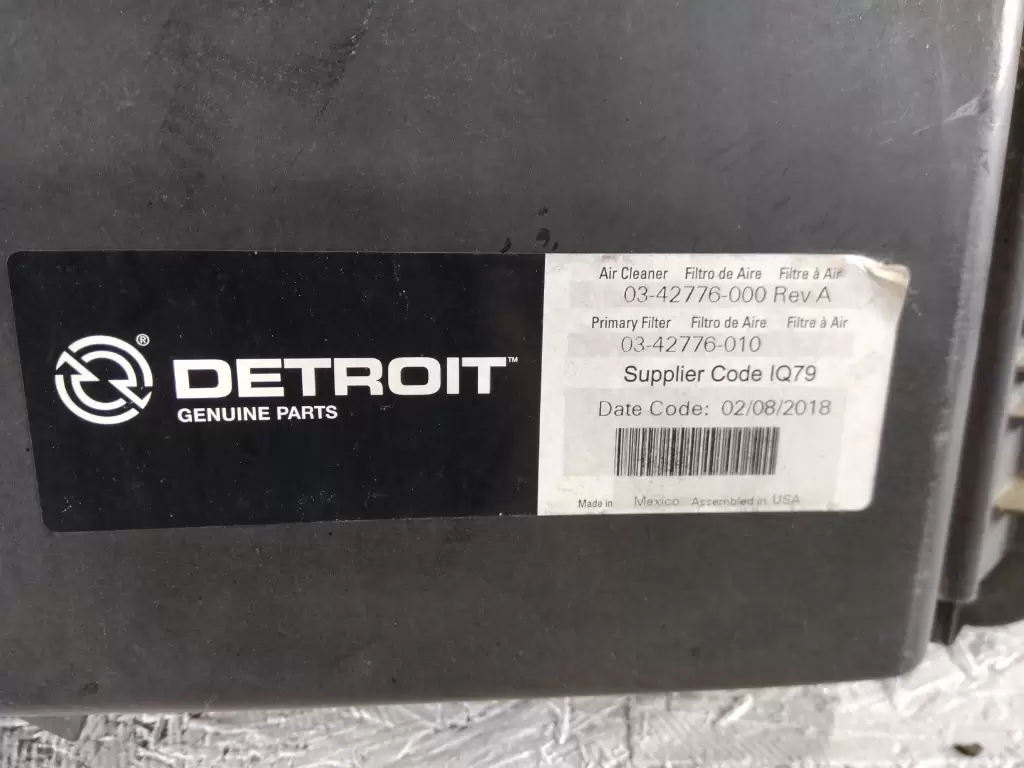 DETROIT™
GENUINE PARTS
®
Air Cleaner Filtro de Aire Filtre à Air
03-42776-000 Rev A
Primary Filter Filtro de Aire Filtre à Air
03-42776-010
Supplier Code IQ79
Date Code: 02/08/2018
Made in Mexico Assembled in USA